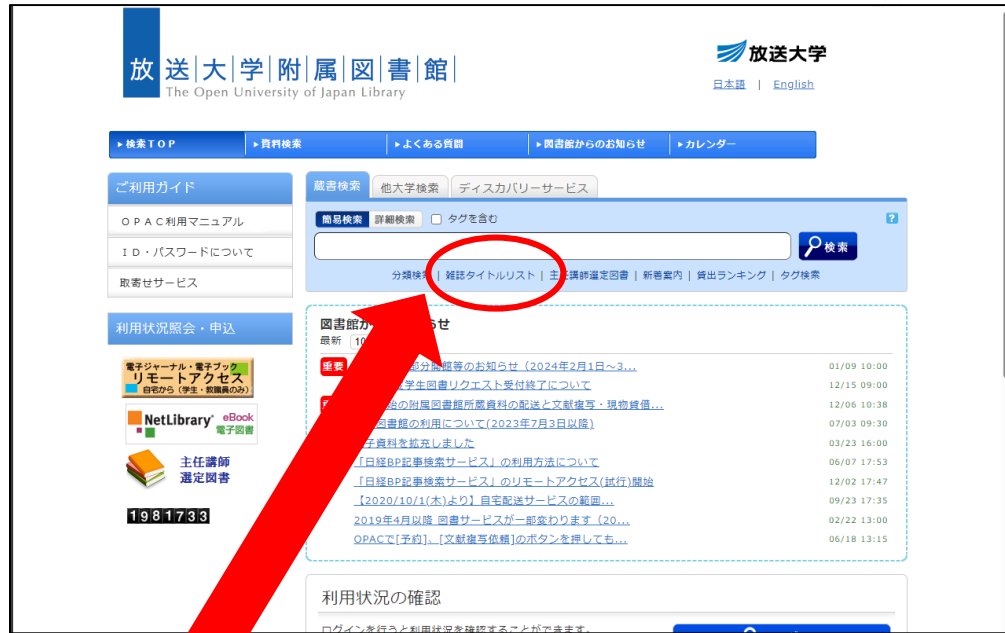 放|送|大|学|附|属|図|書|館|
The Open University of Japan Library
放送大学
日本語 | English
検索TOP
資料検索
よくある質問
図書館からのお知らせ
カレンダー
ご利用ガイド
OPAC利用マニュアル
ID・パスワードについて
取寄せサービス
利用状況照会・申込
電子ジャーナル・電子ブック
リモートアクセス
自宅から(学生・教職員のみ)
NetLibrary eBook
電子図書
主任講師
選定図書
1981733
蔵書検索 他大学検索 ディスカバリーサービス
簡易検索 詳細検索 タグを含む
?
検索
分類検索 | 雑誌タイトルリスト | 主任講師選定図書 | 新着案内 | 貸出ランキング | タグ検索
図書館か らせ
最新 10
重要 部分開館等のお知らせ(2024年2月1日~3... 01/09 10:00
学生図書リクエスト受付終了について 12/15 09:00
の附属図書館所蔵資料の配送と文献複写・現物貸借... 12/06 10:38
図書館の利用について(2023年7月3日以降) 07/03 09:30
子資料を拡充しました 03/23 16:00
「日経BP記事検索サービス」の利用方法について 06/07 17:53
「日経BP記事検索サービス」のリモートアクセス(試行)開始 12/02 17:47
【2020/10/1(木)より】自宅配送サービスの範囲... 09/23 17:35
2019年4月以降 図書サービスが一部変わります(20... 02/22 13:00
OPACで[予約]、[文献複写依頼]のボタンを押しても... 06/18 13:15
利用状況の確認
ログインを行うと利用状況を確認することができます。